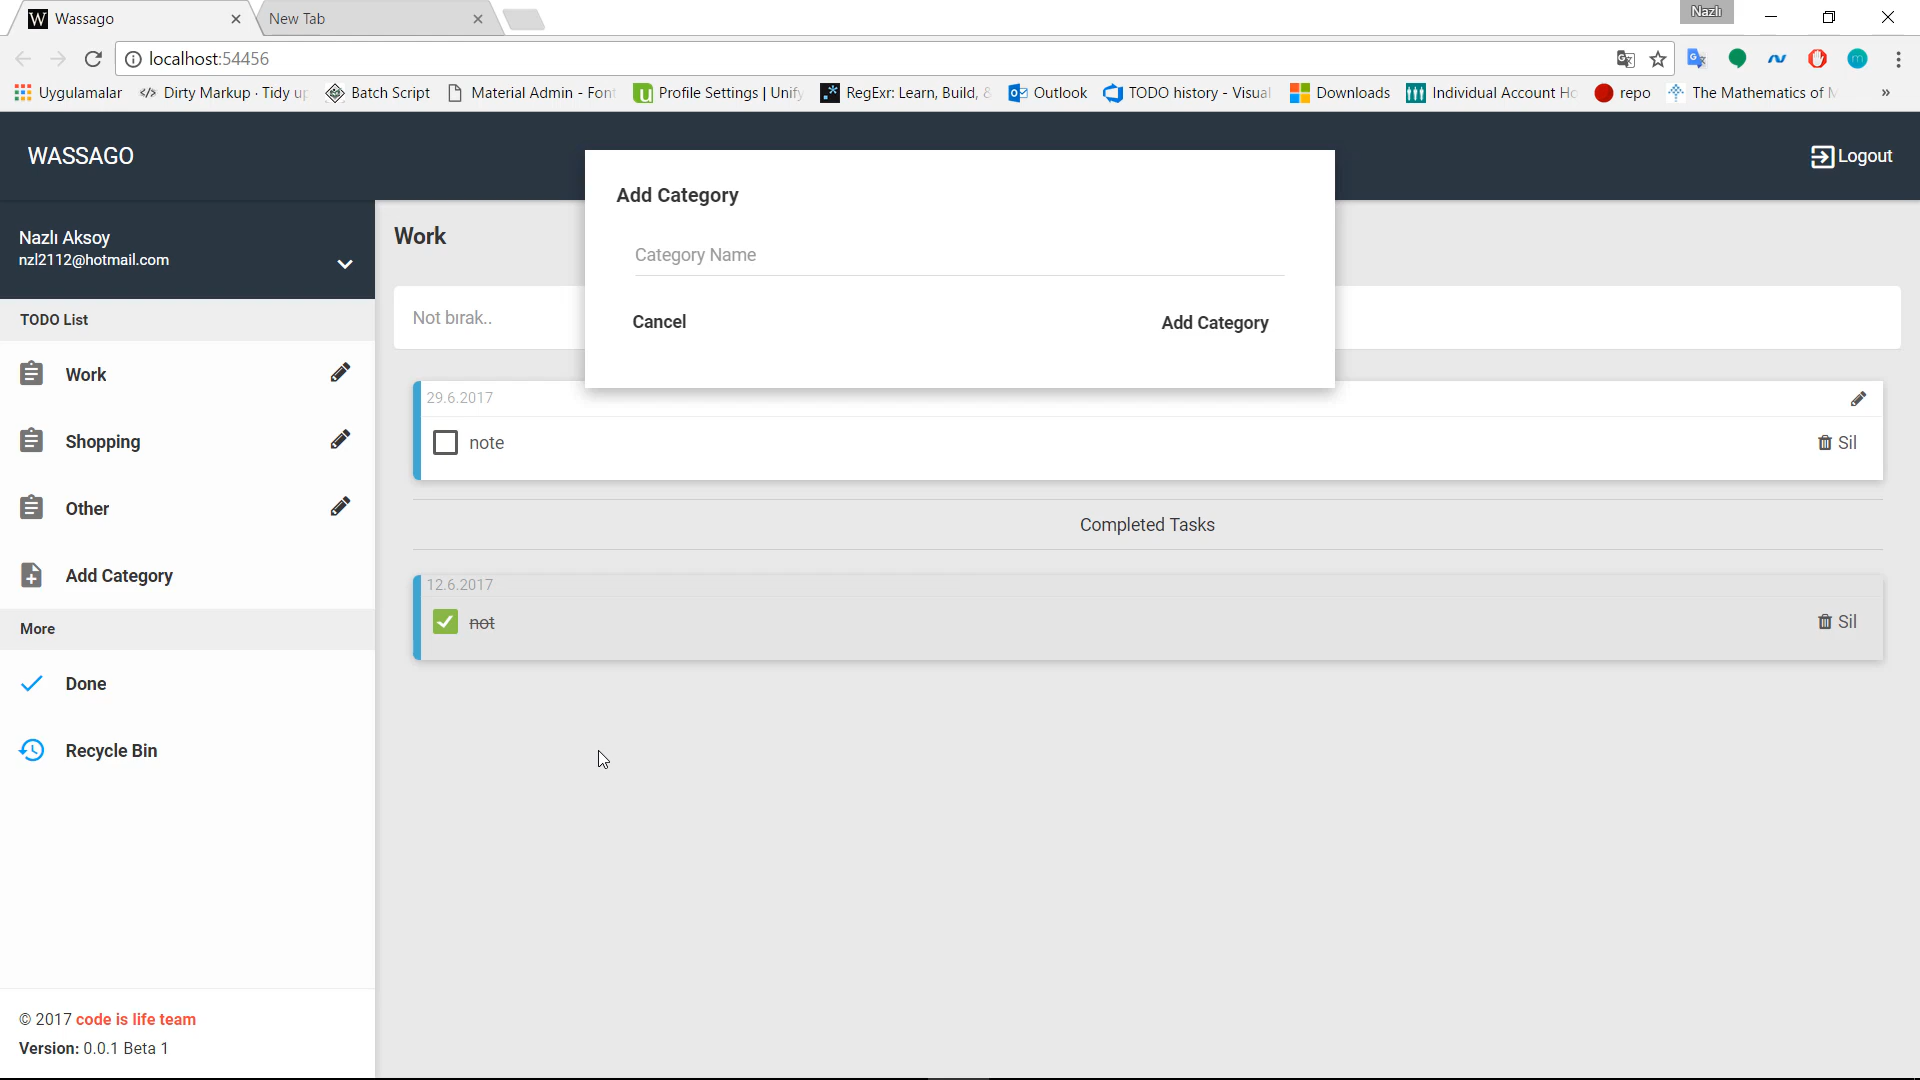 Wassago
New Tab
Nazlı
localhost:54456
Uygulamalar
Dirty Markup · Tidy
Batch Script
Material Admin - Fon
Profile Settings | Unify
RegExr: Learn, Build, &
Outlook
TODO history - Visual
Downloads
Individual Account
repo
The Mathematics of
»
WASSAGO
Logout
Nazlı Aksoy
nzl2112@hotmail.com
TODO List
Work
Shopping
Other
Add Category
More
Done
Recycle Bin
© 2017 code is life team
Version: 0.0.1 Beta 1
Work
Not bırak..
Add Category
Category Name
Cancel
Add Category
29.6.2017
note
Sil
Completed Tasks
12.6.2017
not
Sil